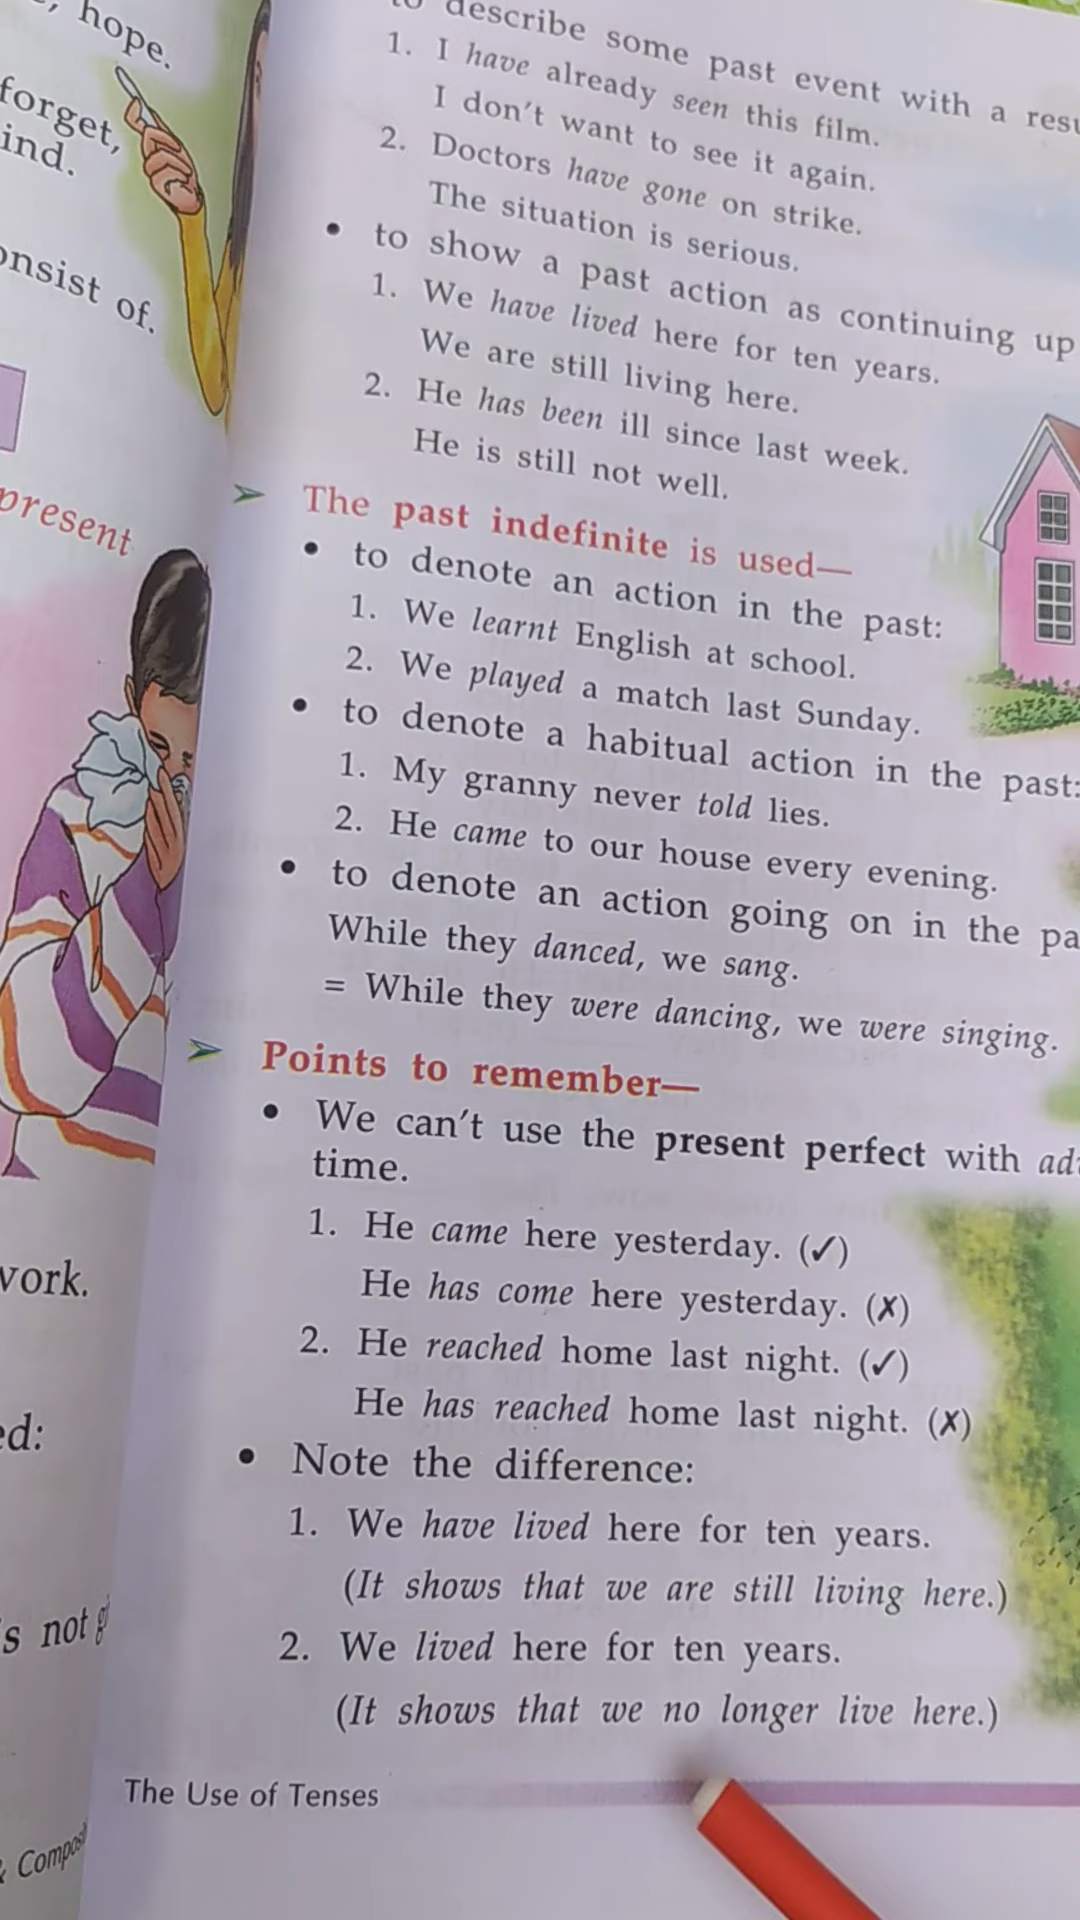 hope.
forget,
ind.
onsist of.
present
work.
ed:
s not
& Compos
to describe some past event with a resu
1. I have already seen this film.
I don't want to see it again.
2. Doctors have gone on strike.
The situation is serious.
• to show a past action as continuing up
1. We have lived here for ten years.
We are still living here.
2. He has been ill since last week.
He is still not well.
➢ The past indefinite is used—
• to denote an action in the past:
1. We learnt English at school.
2. We played a match last Sunday.
• to denote a habitual action in the past:
1. My granny never told lies.
2. He came to our house every evening.
• to denote an action going on in the pa
While they danced, we sang.
= While they were dancing, we were singing.
➢ Points to remember—
• We can't use the present perfect with adv
time.
1. He came here yesterday. (✓)
He has come here yesterday. (✗)
2. He reached home last night. (✓)
He has reached home last night. (✗)
• Note the difference:
1. We have lived here for ten years.
(It shows that we are still living here.)
2. We lived here for ten years.
(It shows that we no longer live here.)
The Use of Tenses